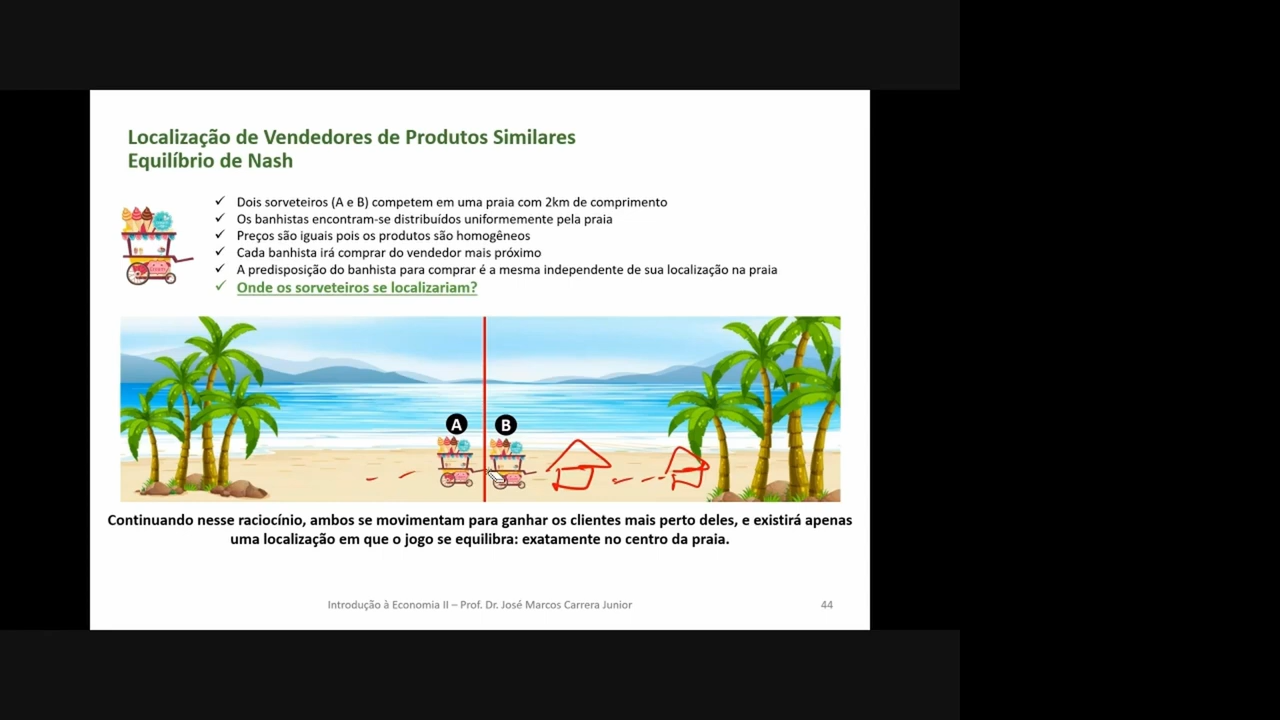 Localização de Vendedores de Produtos Similares
Equilíbrio de Nash
✓ Dois sorveteiros (A e B) competem em uma praia com 2km de comprimento
✓ Os banhistas encontram-se distribuídos uniformemente pela praia
✓ Preços são iguais pois os produtos são homogêneos
✓ Cada banhista irá comprar do vendedor mais próximo
✓ A predisposição do banhista para comprar é a mesma independente de sua localização na praia
✓ Onde os sorveteiros se localizariam?
A B
Continuando nesse raciocínio, ambos se movimentam para ganhar os clientes mais perto deles, e existirá apenas
uma localização em que o jogo se equilibra: exatamente no centro da praia.
Introdução à Economia II – Prof. Dr. José Marcos Carrera Junior 44